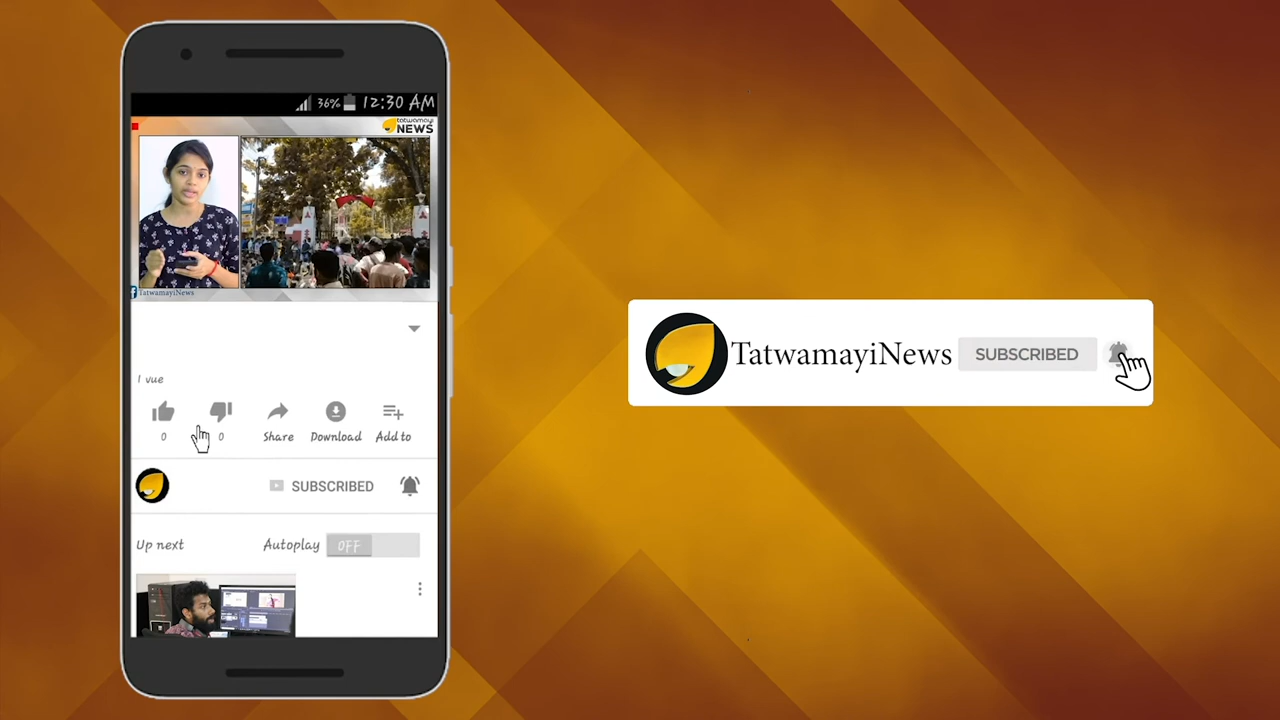 36% 12:30 AM
tatwamayi
NEWS
TatwamayiNews
1 vue
0 0 Share Download Add to
SUBSCRIBED
Up next Autoplay OFF
TatwamayiNews SUBSCRIBED